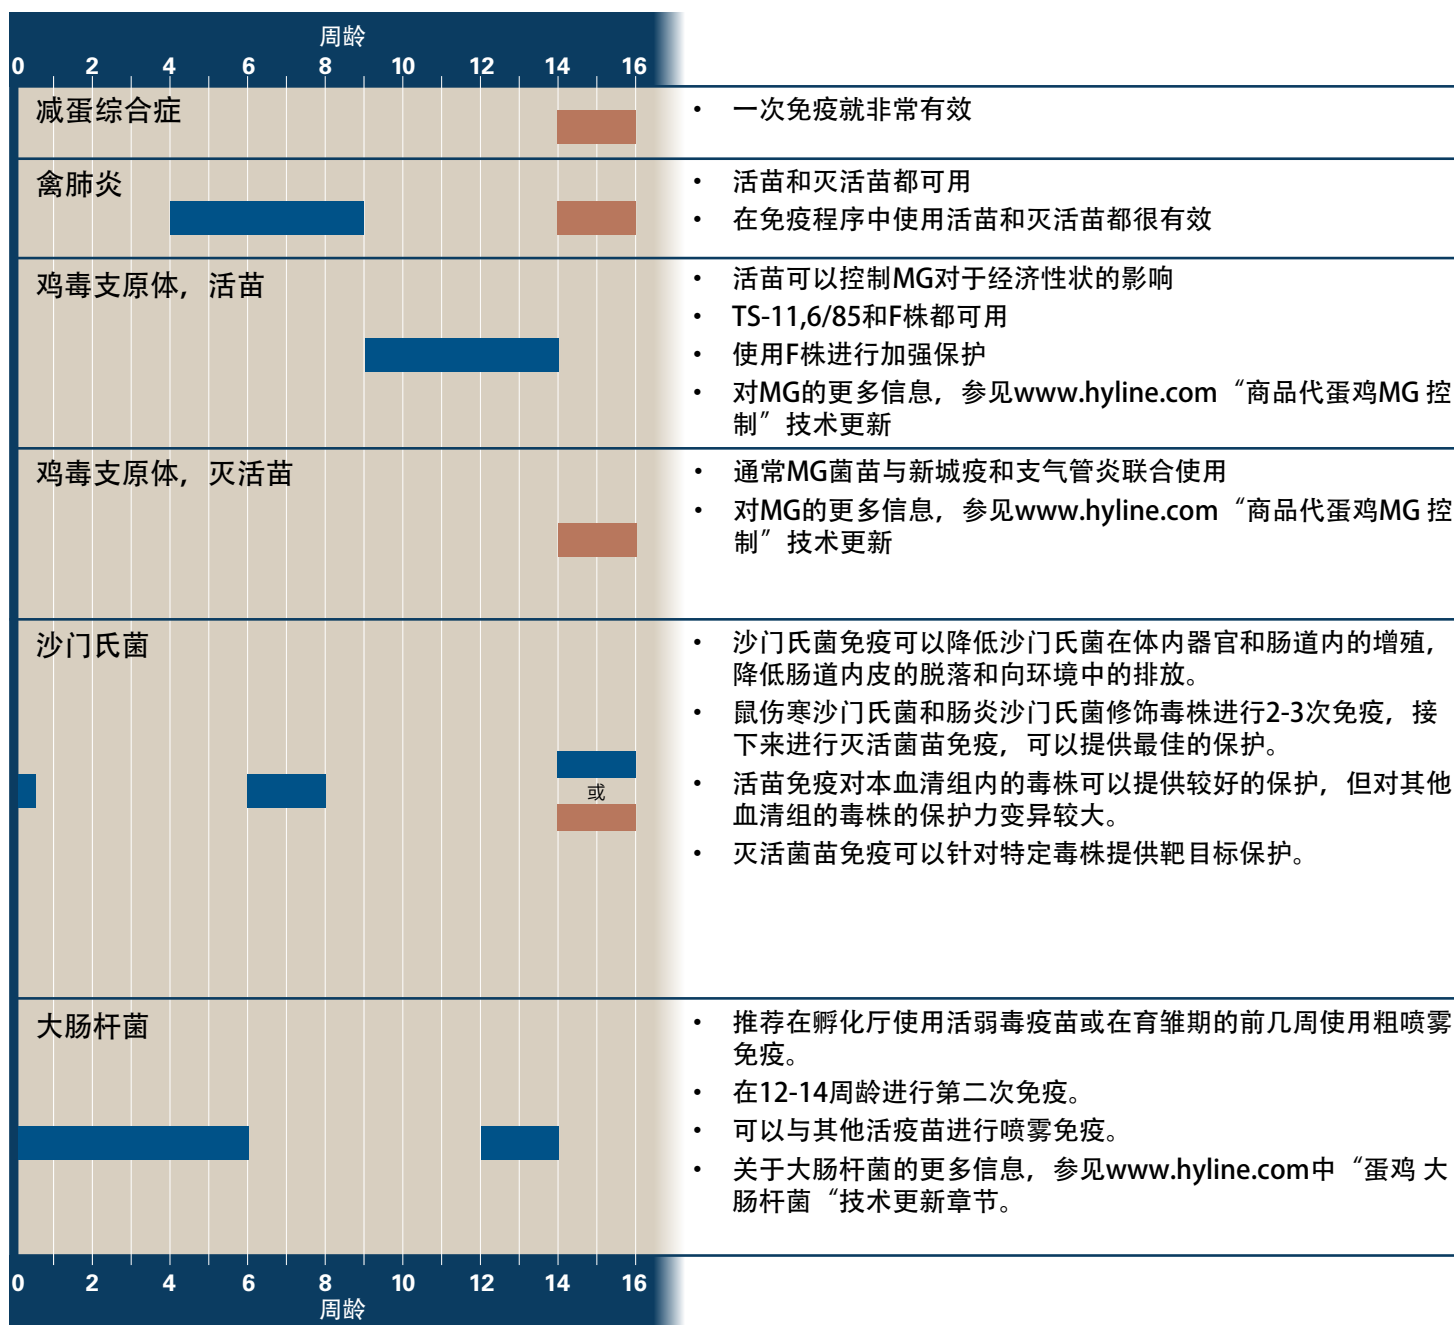 周龄
0 2 4 6 8 10 12 14 16
减蛋综合症
• 一次免疫就非常有效
禽肺炎
• 活苗和灭活苗都可用
• 在免疫程序中使用活苗和灭活苗都很有效
鸡毒支原体，活苗
• 活苗可以控制MG对于经济性状的影响
• TS-11,6/85和F株都可用
• 使用F株进行加强保护
• 对MG的更多信息，参见www.hyline.com“商品代蛋鸡MG 控
制”技术更新
鸡毒支原体，灭活苗
• 通常MG菌苗与新城疫和支气管炎联合使用
• 对MG的更多信息，参见www.hyline.com“商品代蛋鸡MG 控
制”技术更新
沙门氏菌
或
• 沙门氏菌免疫可以降低沙门氏菌在体内器官和肠道内的增殖，
降低肠道内皮的脱落和向环境中的排放。
• 鼠伤寒沙门氏菌和肠炎沙门氏菌修饰毒株进行2-3次免疫，接
下来进行灭活菌苗免疫，可以提供最佳的保护。
• 活苗免疫对本血清组内的毒株可以提供较好的保护，但对其他
血清组的毒株的保护力变异较大。
• 灭活菌苗免疫可以针对特定毒株提供靶目标保护。
大肠杆菌
• 推荐在孵化厅使用活弱毒疫苗或在育雏期的前几周使用粗喷雾
免疫。
• 在12-14周龄进行第二次免疫。
• 可以与其他活疫苗进行喷雾免疫。
• 关于大肠杆菌的更多信息，参见www.hyline.com中“蛋鸡 大
肠杆菌“技术更新章节。
0 2 4 6 8 10 12 14 16
周龄